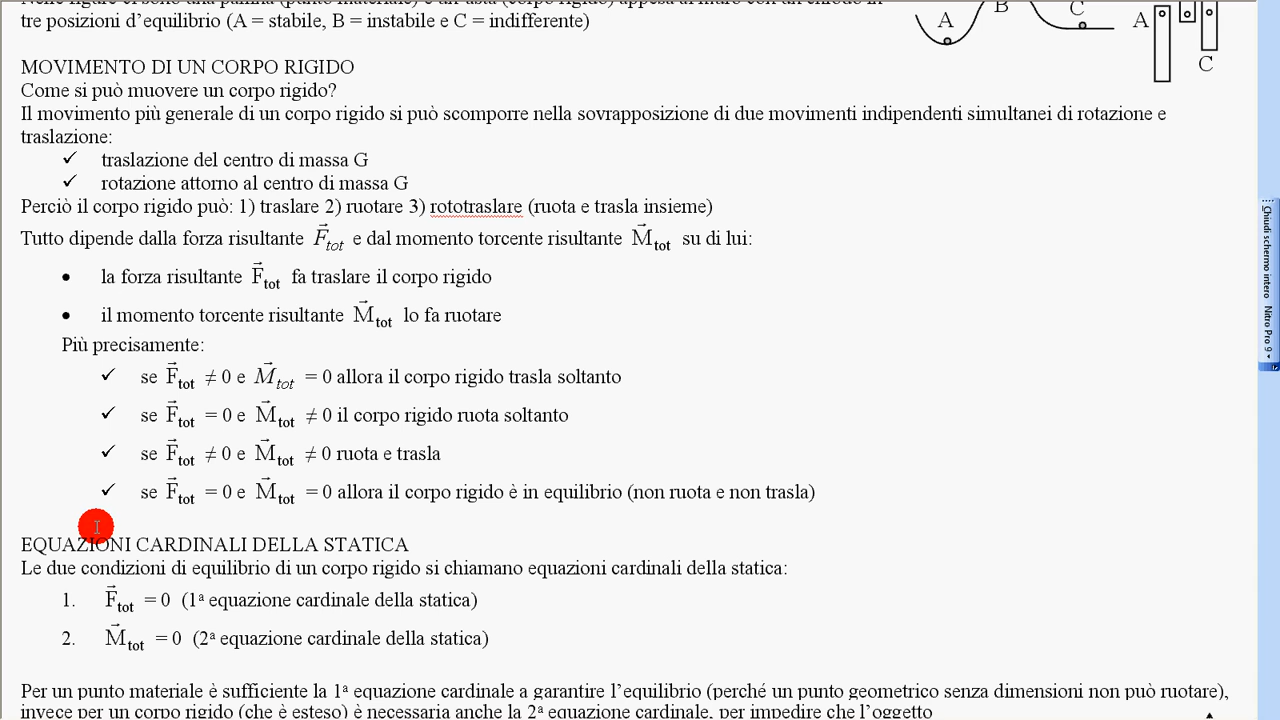 tre posizioni d'equilibrio (A = stabile, B = instabile e C = indifferente)
A B C A C
MOVIMENTO DI UN CORPO RIGIDO
Come si può muovere un corpo rigido?
Il movimento più generale di un corpo rigido si può scomporre nella sovrapposizione di due movimenti indipendenti simultanei di rotazione e
traslazione:
✓ traslazione del centro di massa G
✓ rotazione attorno al centro di massa G
Perciò il corpo rigido può: 1) traslare 2) ruotare 3) rototraslare (ruota e trasla insieme)
Tutto dipende dalla forza risultante F⃗tot e dal momento torcente risultante M⃗tot su di lui:
• la forza risultante F⃗tot fa traslare il corpo rigido
• il momento torcente risultante M⃗tot lo fa ruotare
Più precisamente:
✓ se F⃗tot ≠ 0 e M⃗tot = 0 allora il corpo rigido trasla soltanto
✓ se F⃗tot = 0 e M⃗tot ≠ 0 il corpo rigido ruota soltanto
✓ se F⃗tot ≠ 0 e M⃗tot ≠ 0 ruota e trasla
✓ se F⃗tot = 0 e M⃗tot = 0 allora il corpo rigido è in equilibrio (non ruota e non trasla)
EQUAZIONI CARDINALI DELLA STATICA
Le due condizioni di equilibrio di un corpo rigido si chiamano equazioni cardinali della statica:
1. F⃗tot = 0 (1ª equazione cardinale della statica)
2. M⃗tot = 0 (2ª equazione cardinale della statica)
Per un punto materiale è sufficiente la 1ª equazione cardinale a garantire l'equilibrio (perché un punto geometrico senza dimensioni non può ruotare),
invece per un corpo rigido (che è esteso) è necessaria anche la 2ª equazione cardinale, per impedire che l'oggetto
Chiudi schermo intero Nitro Pro 9